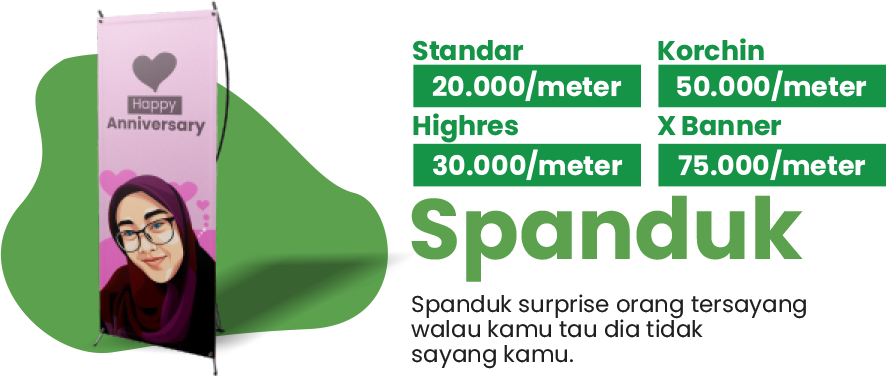 Happy
Anniversary
Standar
20.000/meter
Korchin
50.000/meter
Highres
30.000/meter
X Banner
75.000/meter
Spanduk
Spanduk surprise orang tersayang
walau kamu tau dia tidak
sayang kamu.